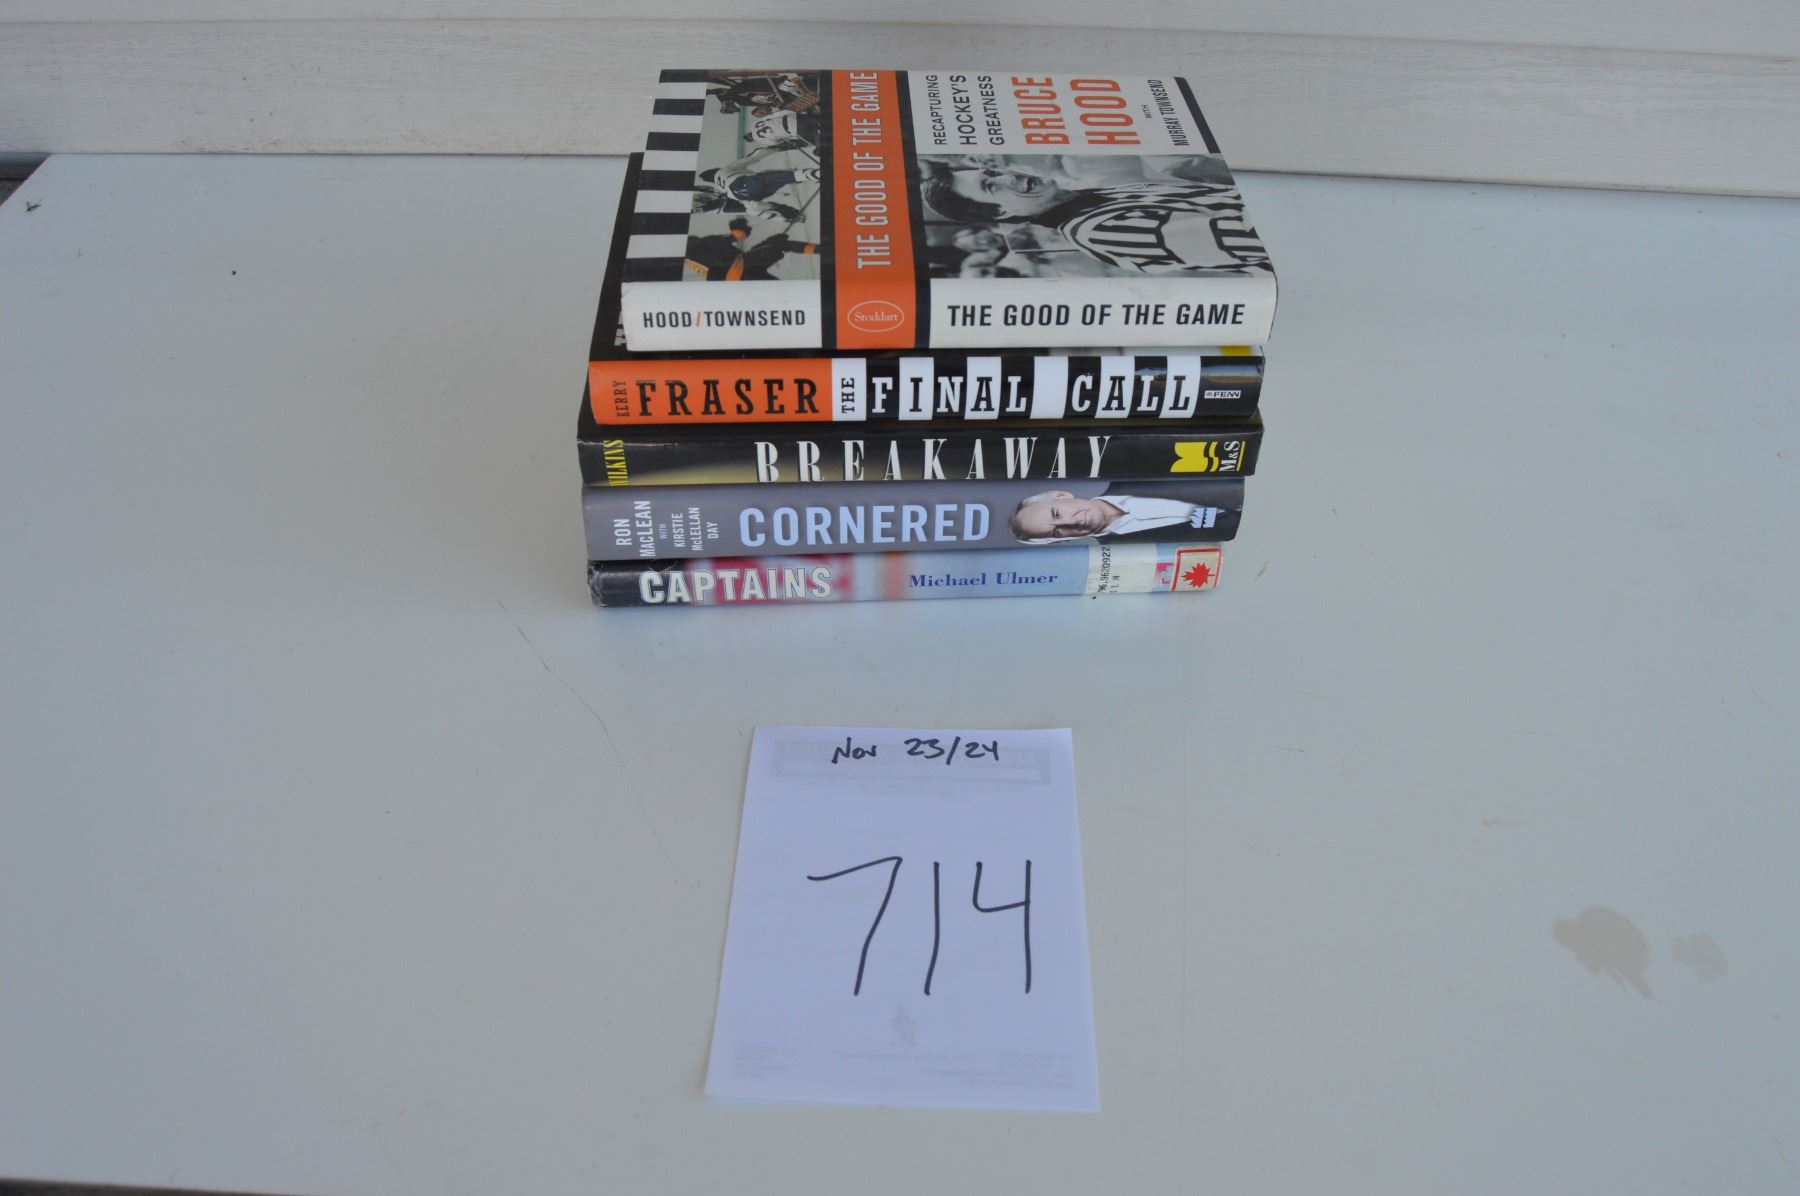 THE GOOD OF THE GAME
RECAPTURING
HOCKEY'S
GREATNESS
BRUCE
HOOD
WITH
MURRAY TOWNSEND
HOOD/TOWNSEND
Stoddart
THE GOOD OF THE GAME
KERRY
FRASER
THE
FINAL CALL
FENN
WILKINS
BREAKAWAY
M&S
RON
MACLEAN
WITH
KIRSTIE
McLELLAN
DAY
CORNERED
CAPTAINS
Michael Ulmer
Nov 23/24
714